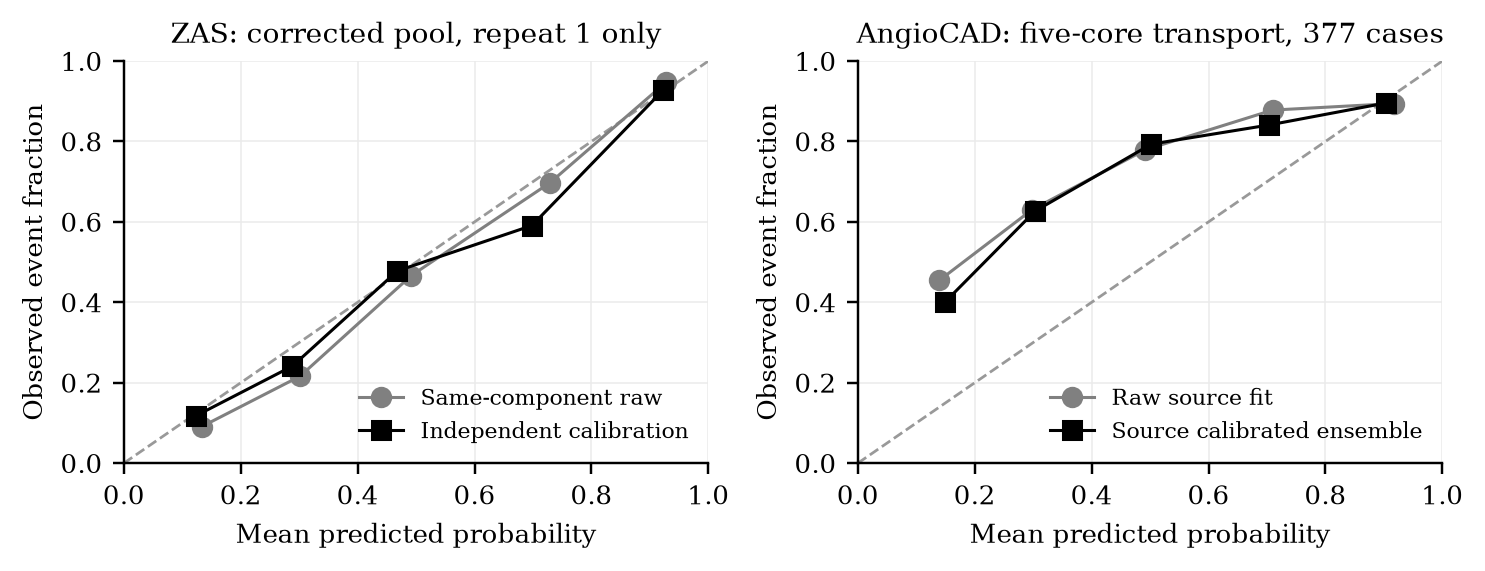 ZAS: corrected pool, repeat 1 only
Observed event fraction
1.0
0.8
0.6
0.4
0.2
0.0
Same-component raw
Independent calibration
0.0 0.2 0.4 0.6 0.8 1.0
Mean predicted probability
AngioCAD: five-core transport, 377 cases
Observed event fraction
1.0
0.8
0.6
0.4
0.2
0.0
Raw source fit
Source calibrated ensemble
0.0 0.2 0.4 0.6 0.8 1.0
Mean predicted probability